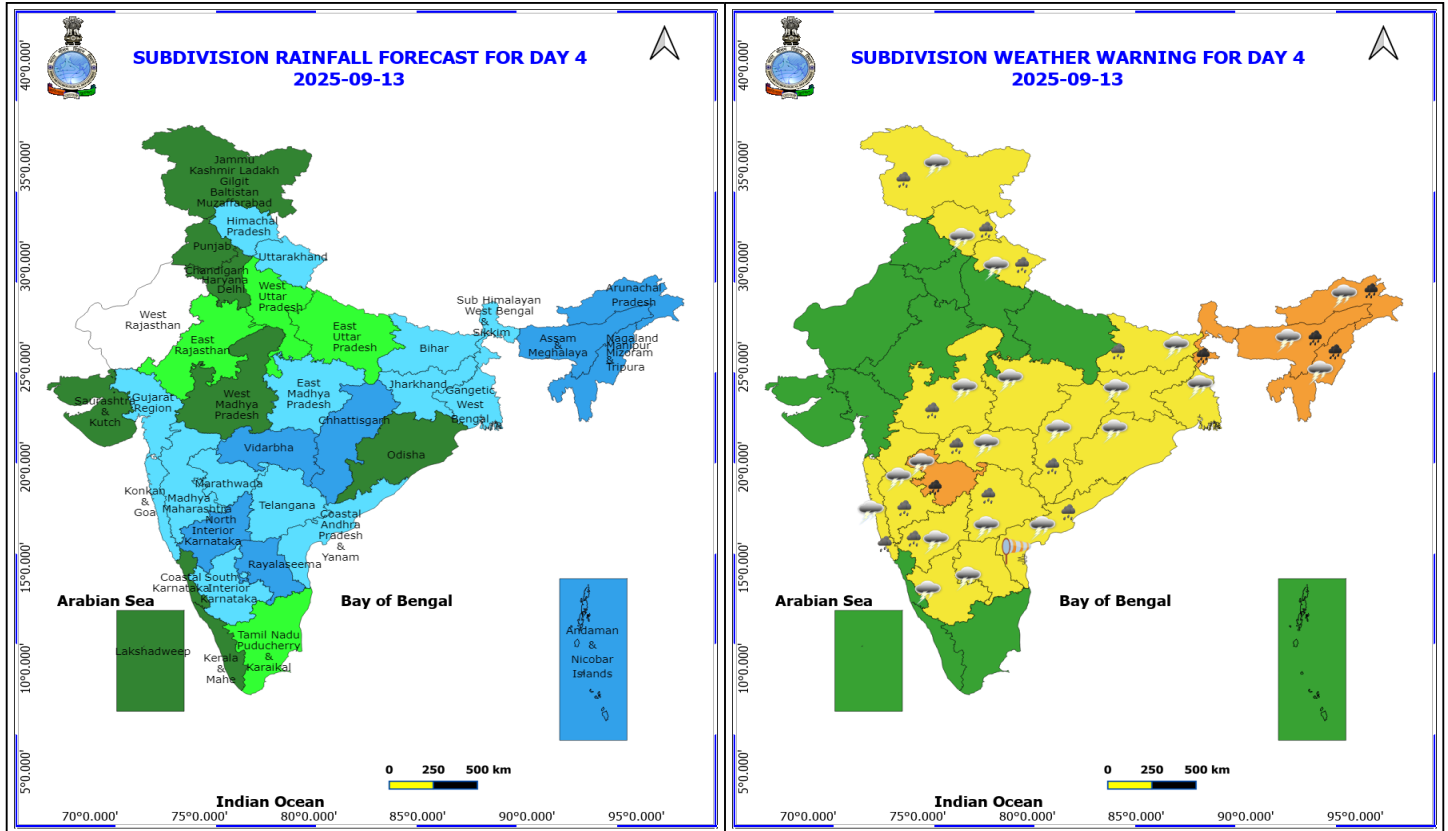 SUBDIVISION RAINFALL FORECAST FOR DAY 4
2025-09-13
40°0.000'
35°0.000'
30°0.000'
25°0.000'
20°0.000'
15°0.000'
10°0.000'
5°0.000'
Jammu
Kashmir Ladakh
Gilgit
Baltistan
Muzaffarabad
Himachal
Pradesh
Punjab
Uttarakhand
Chandigarh
Haryana
Delhi
West
Uttar
Pradesh
West
Rajasthan
East
Rajasthan
East
Uttar
Pradesh
Sub Himalayan
West Bengal
&
Sikkim
Arunachal
Pradesh
Assam
&
Meghalaya
Nagaland
Manipur
Mizoram
&
Tripura
Bihar
Jharkhand
Gangetic
West
Bengal
Saurashtra
&
Kutch
Gujarat
Region
West
Madhya
Pradesh
East
Madhya
Pradesh
Chhattisgarh
Odisha
Vidarbha
Konkan
&
Goa
Marathwada
Madhya
Maharashtra
Telangana
North
Interior
Karnataka
Coastal
Andhra
Pradesh
&
Yanam
Rayalaseema
Coastal
Karnataka
South
Interior
Karnataka
Tamil Nadu
Puducherry
&
Karaikal
Kerala
&
Mahe
Lakshadweep
Andaman
&
Nicobar
Islands
Arabian Sea
Bay of Bengal
Indian Ocean
0 250 500 km
70°0.000' 75°0.000' 80°0.000' 85°0.000' 90°0.000' 95°0.000'
SUBDIVISION WEATHER WARNING FOR DAY 4
2025-09-13
40°0.000'
35°0.000'
30°0.000'
25°0.000'
20°0.000'
15°0.000'
10°0.000'
5°0.000'
Arabian Sea
Bay of Bengal
Indian Ocean
0 250 500 km
70°0.000' 75°0.000' 80°0.000' 85°0.000' 90°0.000' 95°0.000'